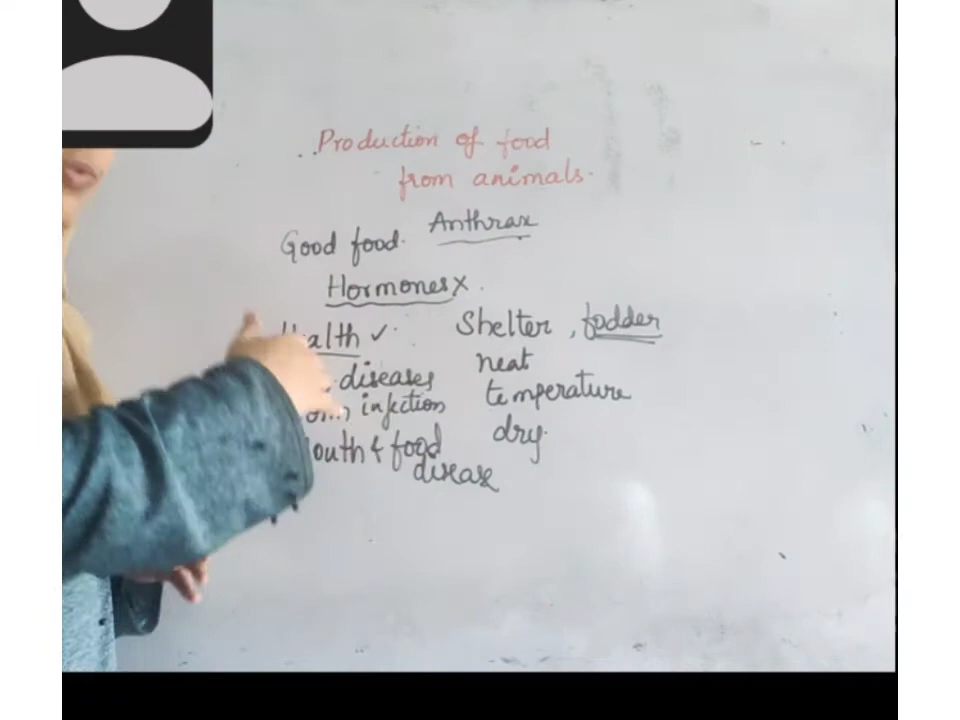 Production of food
from animals.
Good food. Anthrax
Hormones x.
Health ✓ Shelter, fodder
diseases neat
infection temperature
outh & food dry.
disease